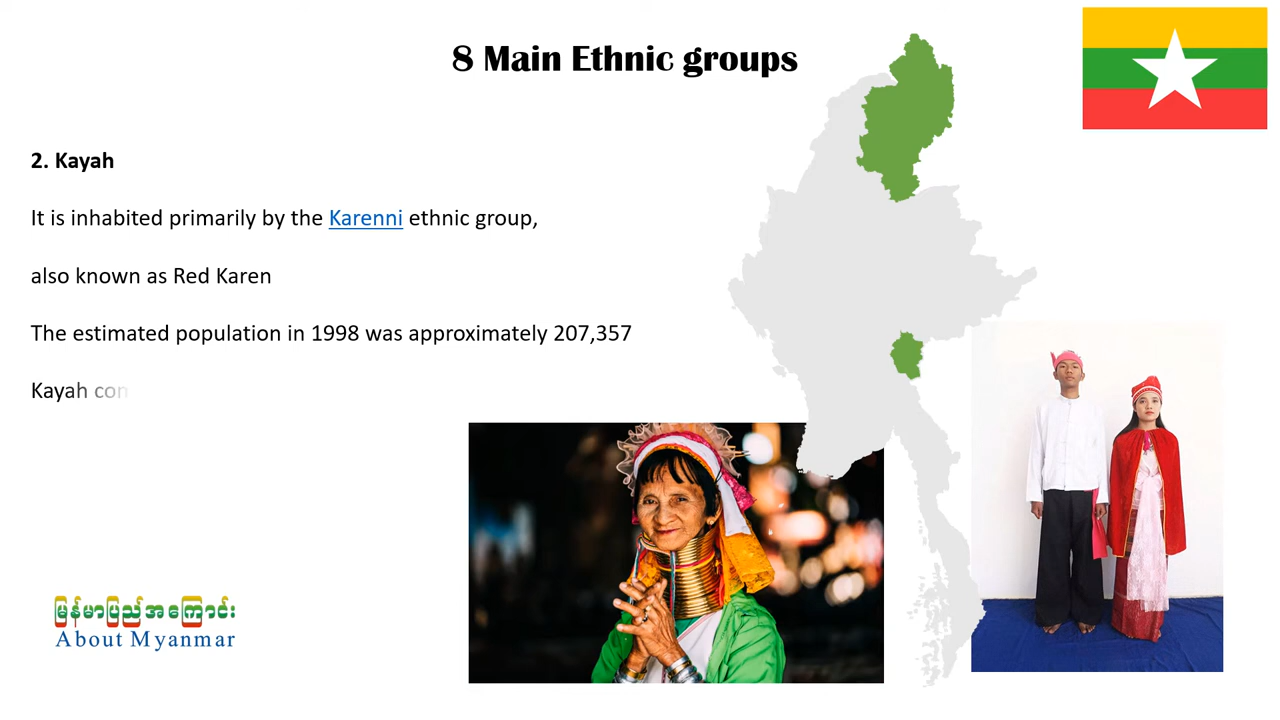 8 Main Ethnic groups
2. Kayah
It is inhabited primarily by the Karenni ethnic group,
also known as Red Karen
The estimated population in 1998 was approximately 207,357
Kayah con
မြန်မာပြည်အကြောင်း
About Myanmar